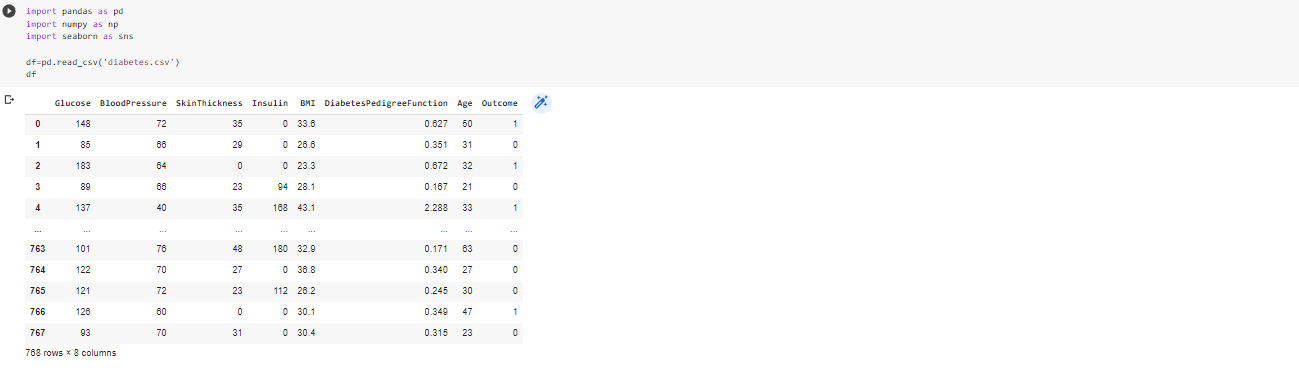 import pandas as pd
import numpy as np
import seaborn as sns
df=pd.read_csv('diabetes.csv')
df
Glucose BloodPressure SkinThickness Insulin BMI DiabetesPedigreeFunction Age Outcome
0 148 72 35 0 33.6 0.627 50 1
1 85 66 29 0 26.6 0.351 31 0
2 183 64 0 0 23.3 0.672 32 1
3 89 66 23 94 28.1 0.167 21 0
4 137 40 35 168 43.1 2.288 33 1
... ... ... ... ... ... ... ... ...
763 101 76 48 180 32.9 0.171 63 0
764 122 70 27 0 36.8 0.340 27 0
765 121 72 23 112 26.2 0.245 30 0
766 126 60 0 0 30.1 0.349 47 1
767 93 70 31 0 30.4 0.315 23 0
768 rows × 8 columns